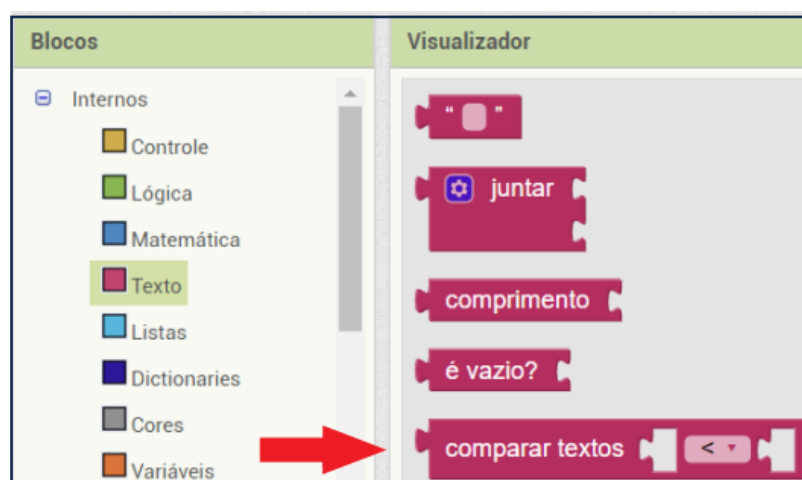 Blocos
Internos
Controle
Lógica
Matemática
Texto
Listas
Dictionaries
Cores
Variáveis
Visualizador
“ ”
juntar
comprimento
é vazio?
comparar textos <